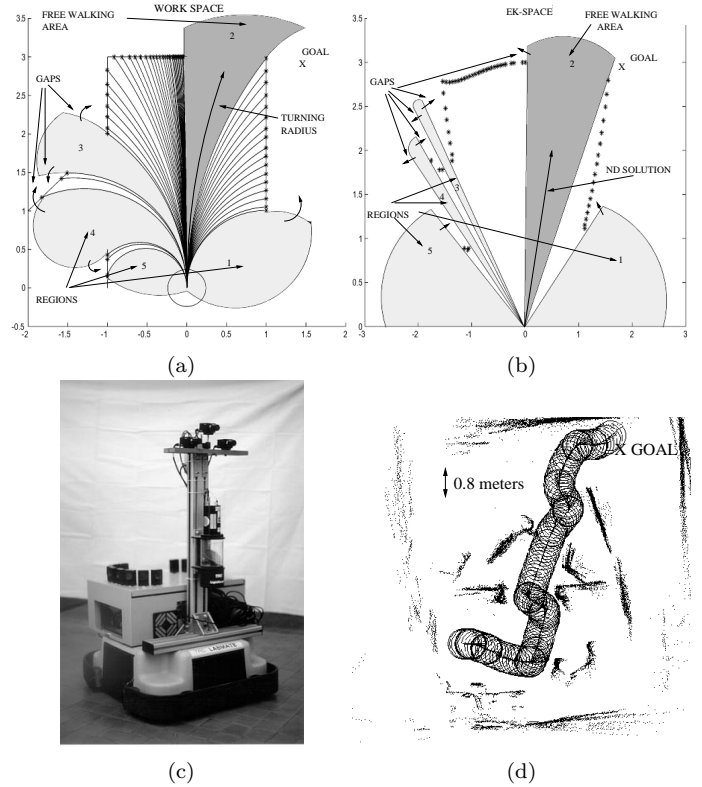 FREE WALKING
AREA
WORK SPACE
2
GOAL
X
GAPS
TURNING
RADIUS
3
4
1
5
REGIONS
3.5
3
2.5
2
1.5
1
0.5
0
-0.5
-2
-1.5
-1
-0.5
0
0.5
1
1.5
2
(a)
EK-SPACE
FREE WALKING
AREA
2
GOAL
X
GAPS
ND SOLUTION
3
4
REGIONS
5
1
3.5
3
2.5
2
1.5
1
0.5
0
-3
-2
-1
0
1
2
3
(b)
LABMATE
(c)
X GOAL
0.8 meters
(d)